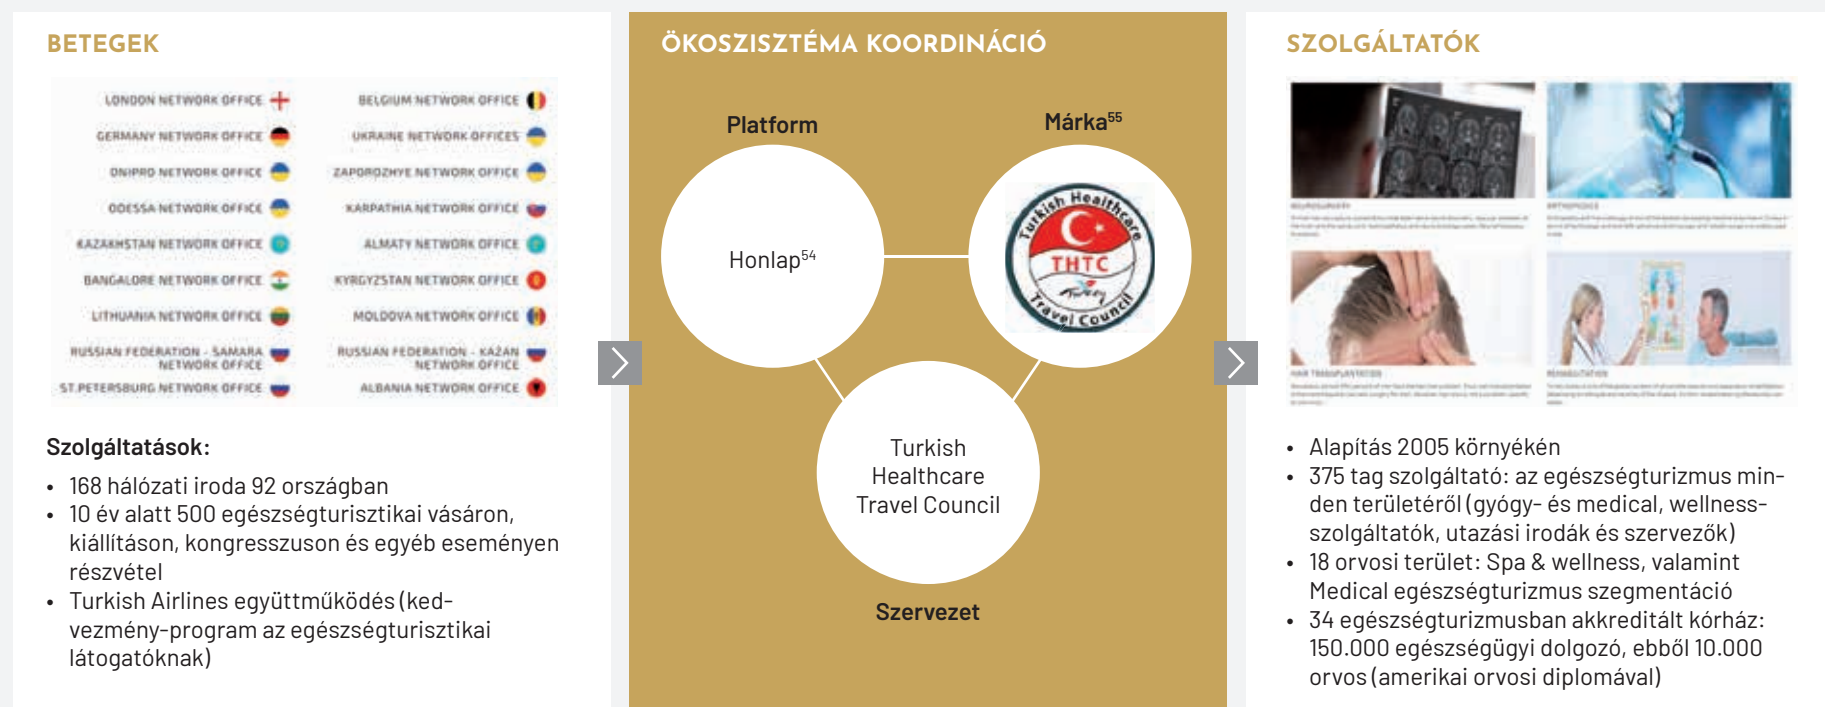 BETEGEK
LONDON NETWORK OFFICE
BELGIUM NETWORK OFFICE
GERMANY NETWORK OFFICE
UKRAINE NETWORK OFFICES
DNIPRO NETWORK OFFICE
ZAPOROZHYE NETWORK OFFICE
ODESSA NETWORK OFFICE
KARPATHIA NETWORK OFFICE
KAZAKHSTAN NETWORK OFFICE
ALMATY NETWORK OFFICE
BANGALORE NETWORK OFFICE
KYRGYZSTAN NETWORK OFFICE
LITHUANIA NETWORK OFFICE
MOLDOVA NETWORK OFFICE
RUSSIAN FEDERATION - SAMARA
NETWORK OFFICE
RUSSIAN FEDERATION - KAZAN
NETWORK OFFICE
ST.PETERSBURG NETWORK OFFICE
ALBANIA NETWORK OFFICE
Szolgáltatások:
• 168 hálózati iroda 92 országban
• 10 év alatt 500 egészségturisztikai vásáron,
kiállításon, kongresszuson és egyéb eseményen
részvétel
• Turkish Airlines együttműködés (ked-
vezmény-program az egészségturisztikai
látogatóknak)
ÖKOSZISZTÉMA KOORDINÁCIÓ
Platform
Márka55
Honlap54
Turkish Healthcare
THTC
Turkey
Travel Council
Turkish
Healthcare
Travel Council
Szervezet
SZOLGÁLTATÓK
NEUROSURGERY
ORTHOPEDICS
HAIR TRANSPLANTATION
REHABILITATION
• Alapítás 2005 környékén
• 375 tag szolgáltató: az egészségturizmus min-
den területéről (gyógy- és medical, wellness-
szolgáltatók, utazási irodák és szervezők)
• 18 orvosi terület: Spa & wellness, valamint
Medical egészségturizmus szegmentáció
• 34 egészségturizmusban akkreditált kórház:
150.000 egészségügyi dolgozó, ebből 10.000
orvos (amerikai orvosi diplomával)